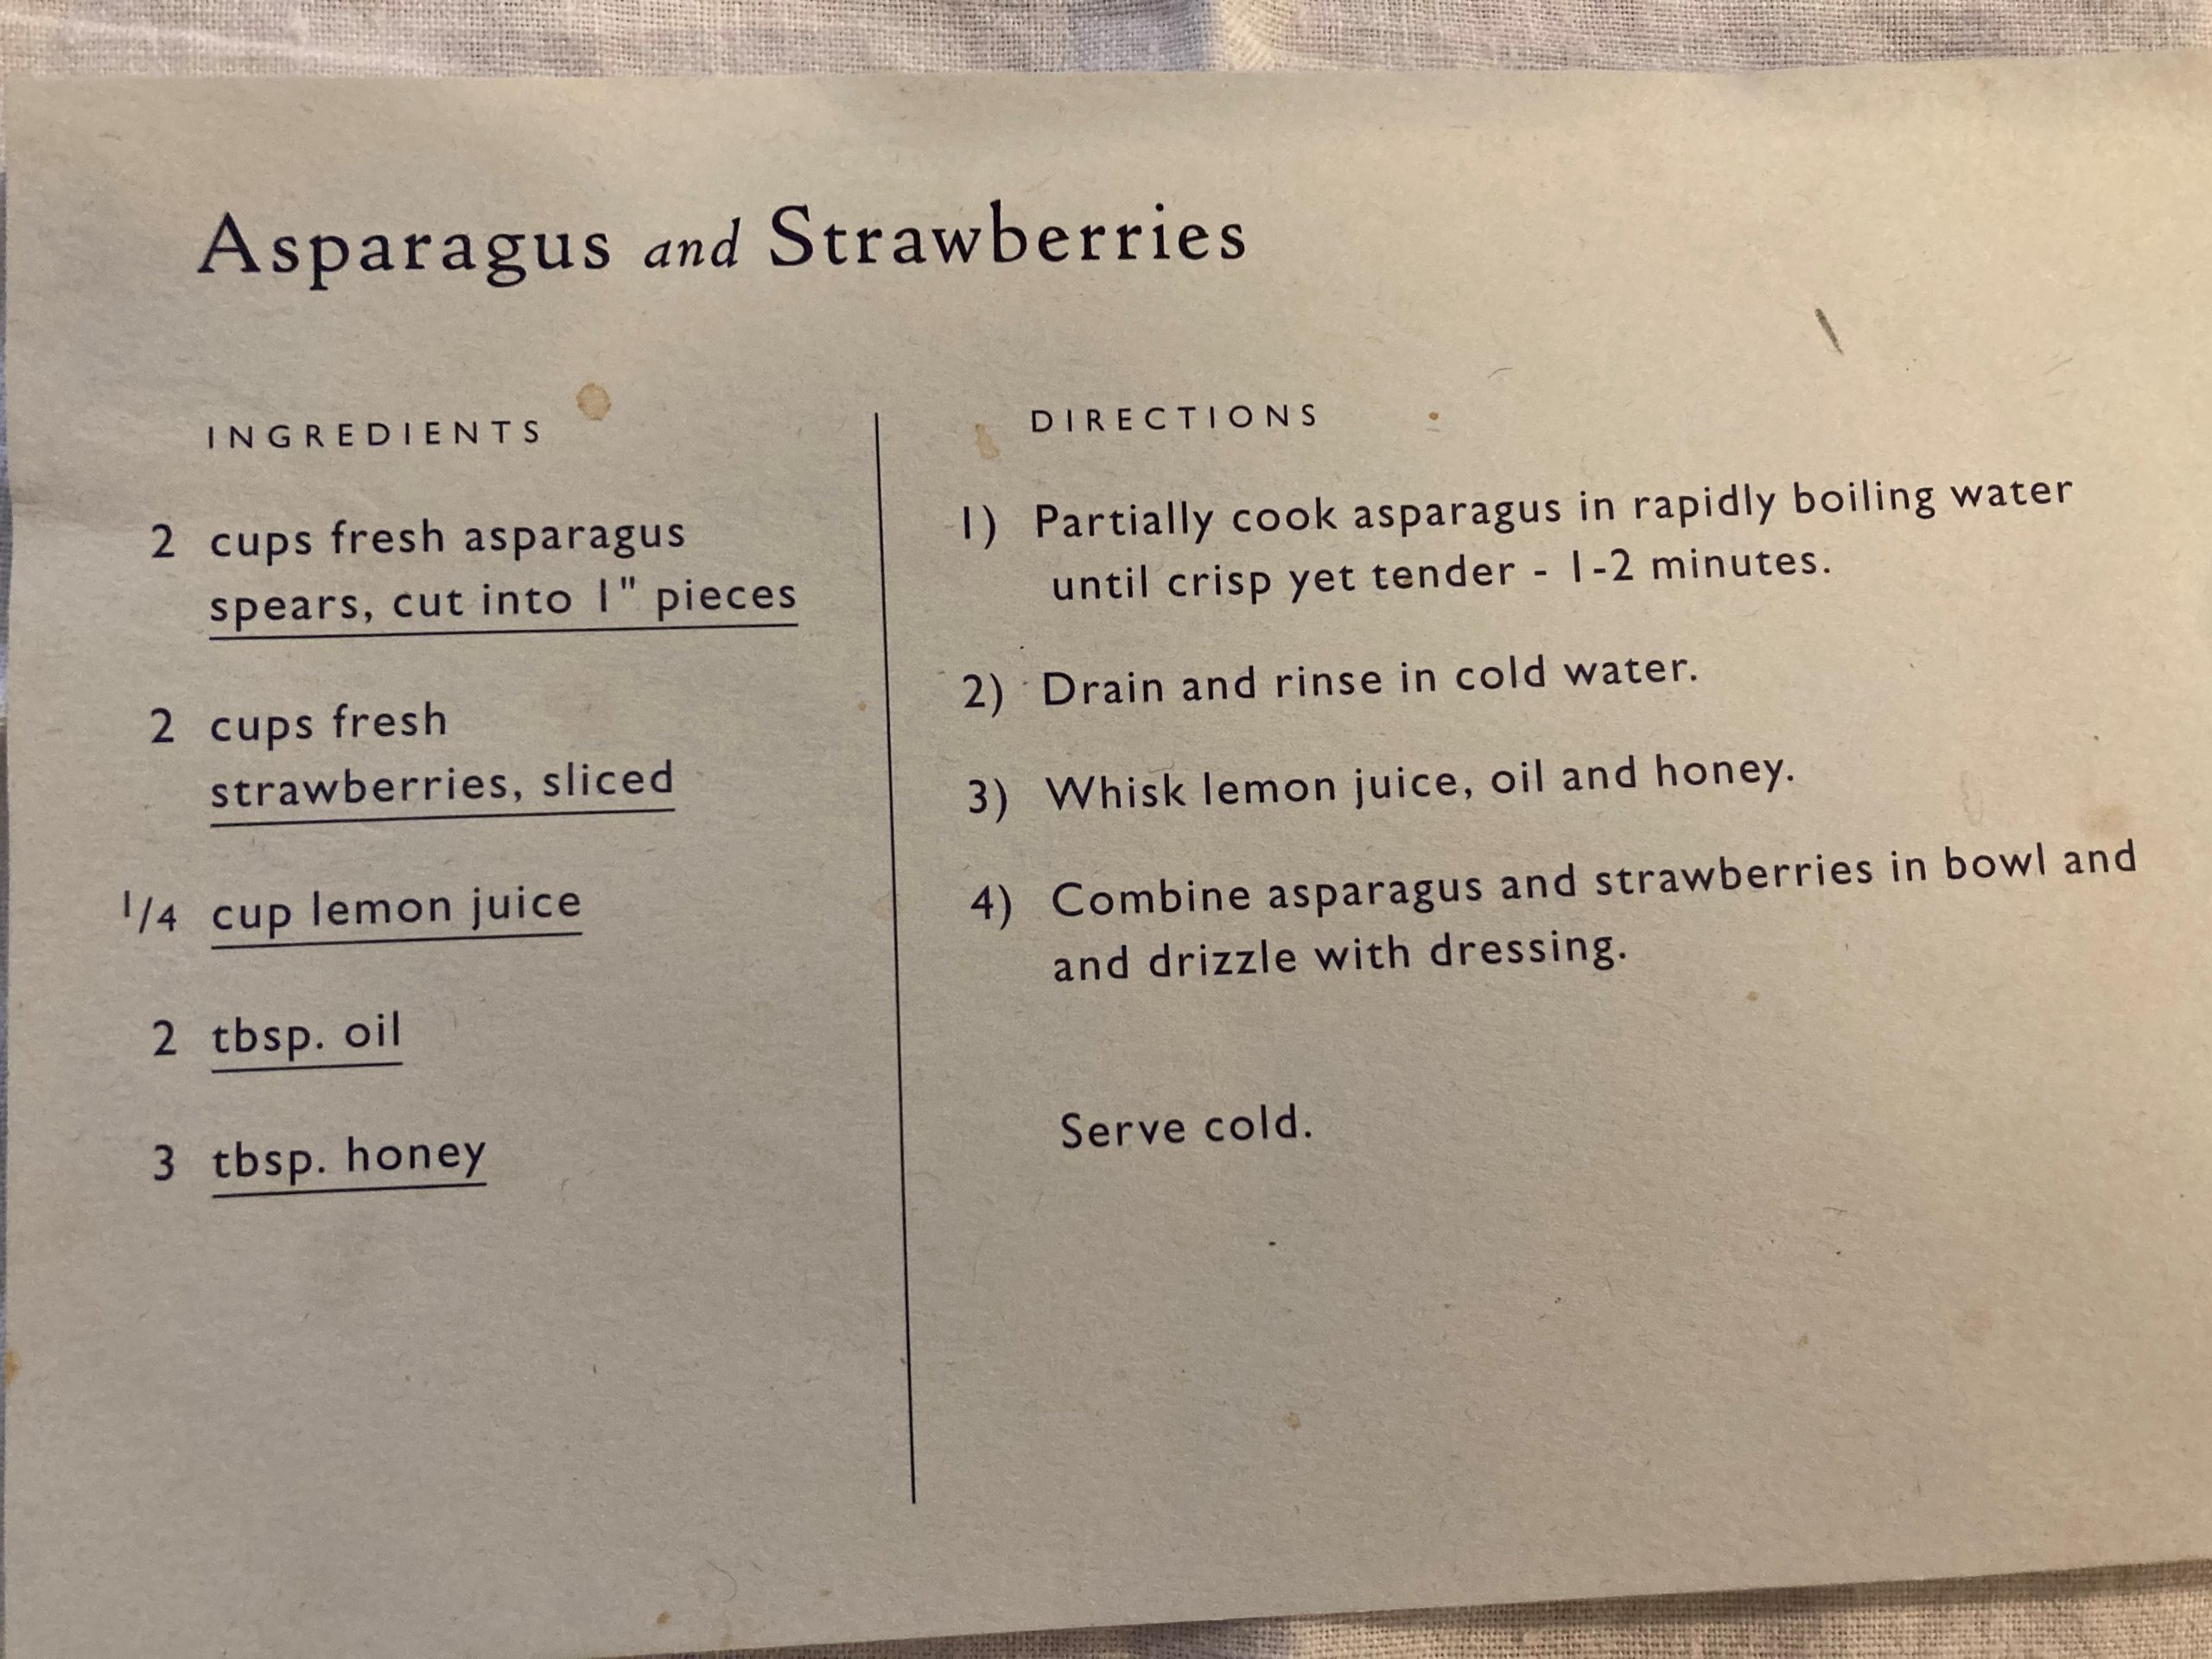 Asparagus and Strawberries
INGREDIENTS
2 cups fresh asparagus
spears, cut into 1" pieces
2 cups fresh
strawberries, sliced
1/4 cup lemon juice
2 tbsp. oil
3 tbsp. honey
DIRECTIONS
1) Partially cook asparagus in rapidly boiling water
until crisp yet tender - 1-2 minutes.
2) Drain and rinse in cold water.
3) Whisk lemon juice, oil and honey.
4) Combine asparagus and strawberries in bowl and
and drizzle with dressing.
Serve cold.